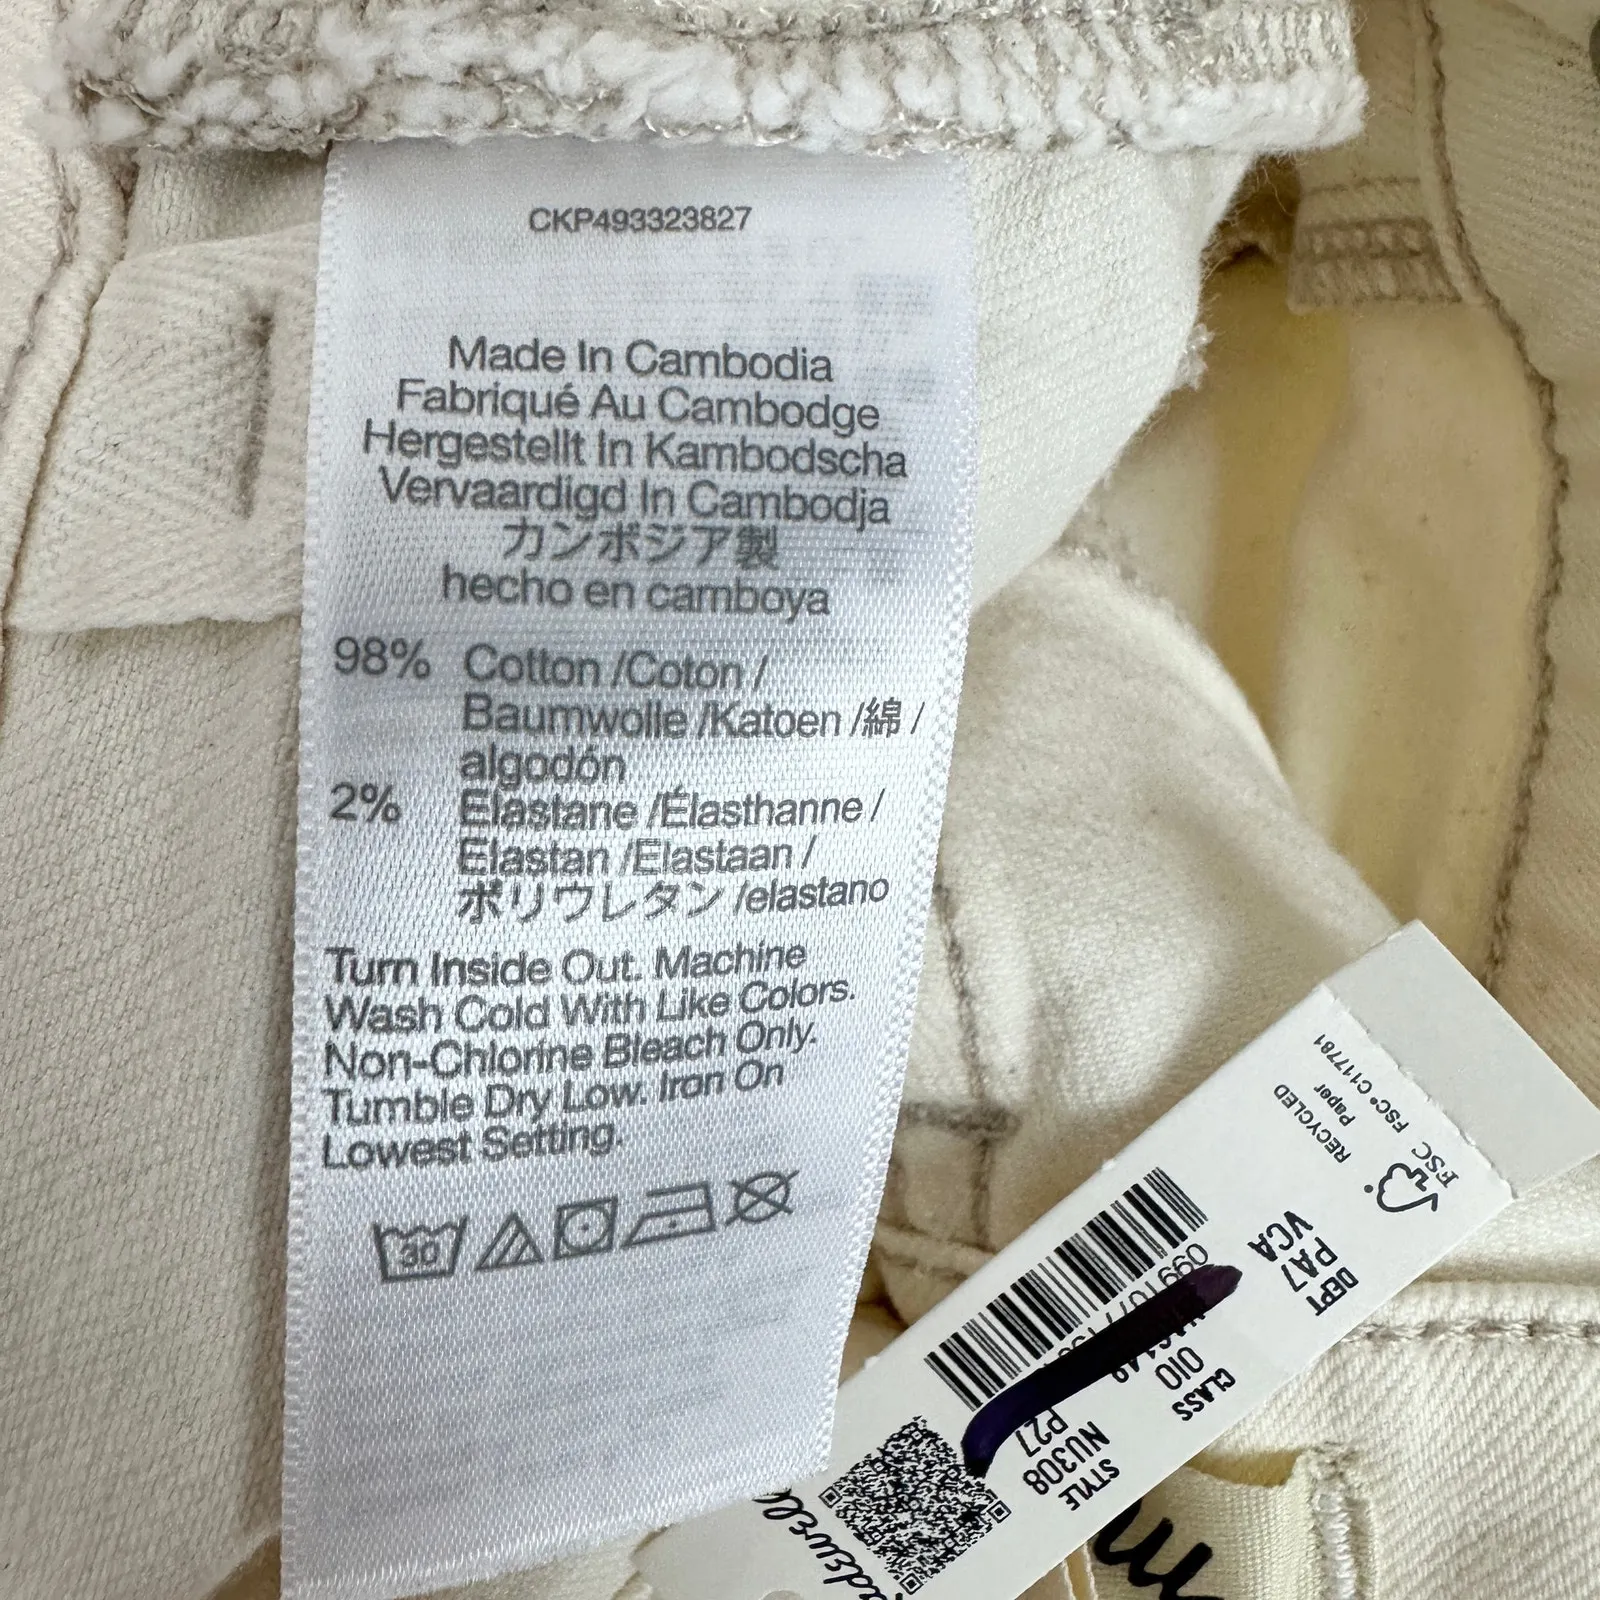 CKP493323827
Made In Cambodia
Fabriqué Au Cambodge
Hergestellt In Kambodscha
Vervaardigd In Cambodja
カンボジア製
hecho en camboya
98% Cotton /Coton /
Baumwolle /Katoen /綿 /
algodón
2% Elastane /Élasthanne /
Elastan /Elastaan /
ポリウレタン /elastano
Turn Inside Out. Machine
Wash Cold With Like Colors.
Non-Chlorine Bleach Only.
Tumble Dry Low. Iron On
Lowest Setting.
30
FSC
RECYCLED
Paper
FSC® C117781
DEPT
PA7
VCA
CLASS
010
STYLE
NU308
P27